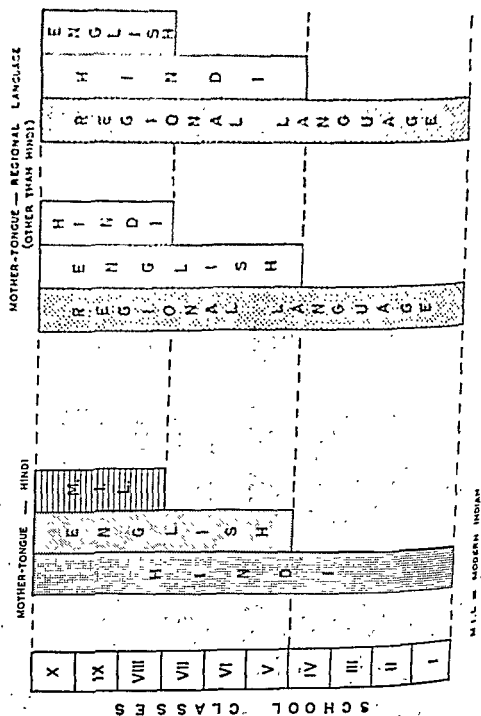 MOTHER-TONGUE — HINDI
MOTHER-TONGUE — REGIONAL LANGUAGE
(OTHER THAN HINDI)
SCHOOL CLASSES
X
IX
VIII
VII
VI
V
IV
III
II
I
HINDI
ENGLISH
M.I.L.
REGIONAL LANGUAGE
ENGLISH
HINDI
REGIONAL LANGUAGE
HINDI
ENGLISH
M.I.L = MODERN INDIAN